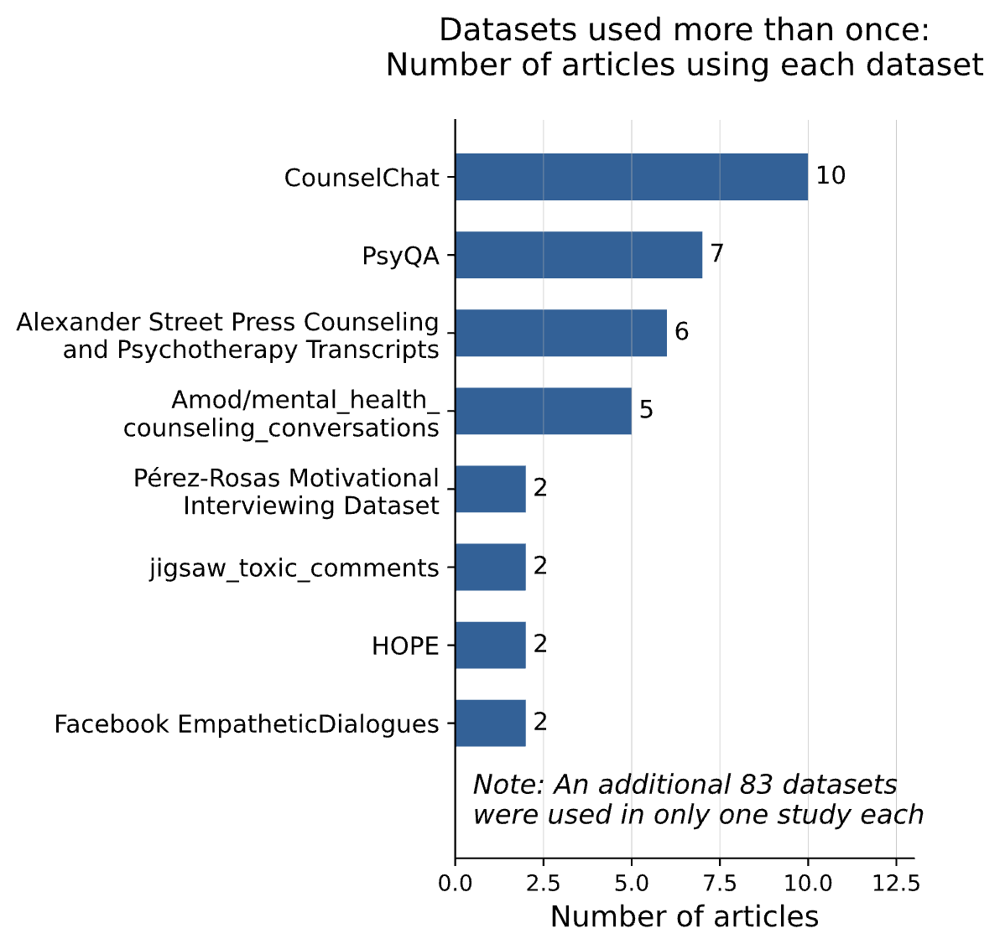 Datasets used more than once:
Number of articles using each dataset
CounselChat
10
PsyQA
7
Alexander Street Press Counseling
and Psychotherapy Transcripts
6
Amod/mental_health_
counseling_conversations
5
Pérez-Rosas Motivational
Interviewing Dataset
2
jigsaw_toxic_comments
2
HOPE
2
Facebook EmpatheticDialogues
2
Note: An additional 83 datasets
were used in only one study each
0.0 2.5 5.0 7.5 10.0 12.5
Number of articles